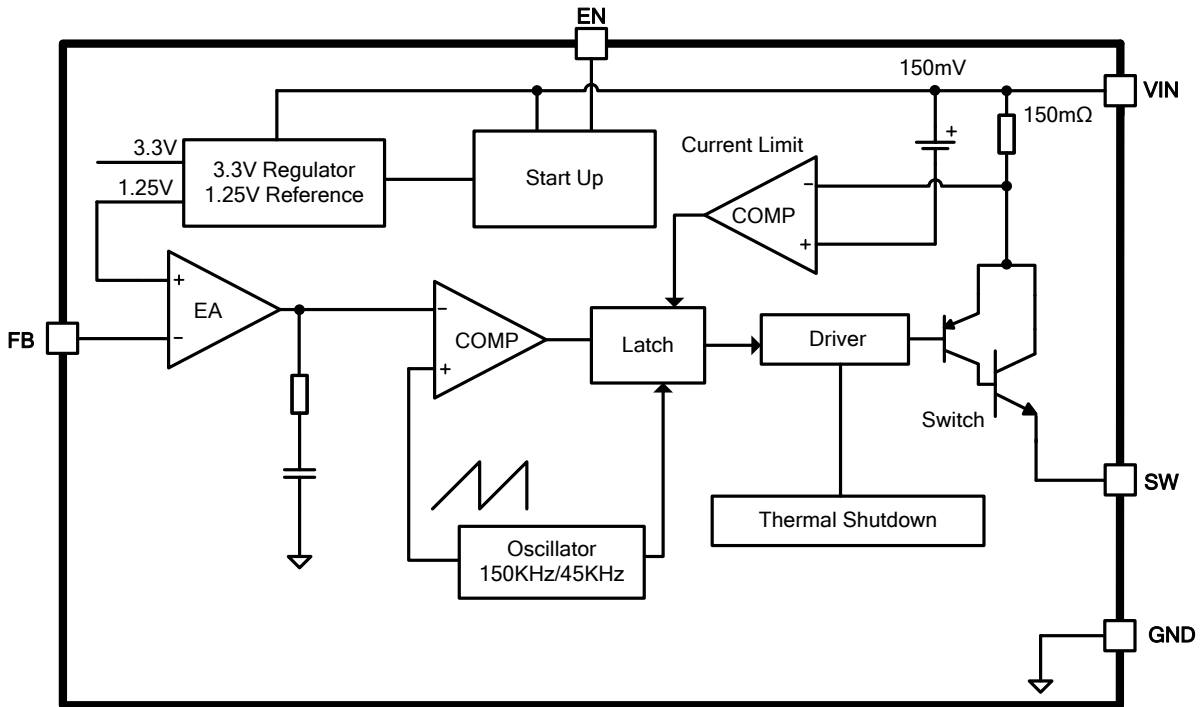 EN
150mV
VIN
150mΩ
3.3V
3.3V Regulator
1.25V Reference
1.25V
Start Up
Current Limit
COMP
−
+
+
EA
+
−
FB
COMP
−
+
Latch
Driver
Switch
SW
Thermal Shutdown
Oscillator
150KHz/45KHz
GND